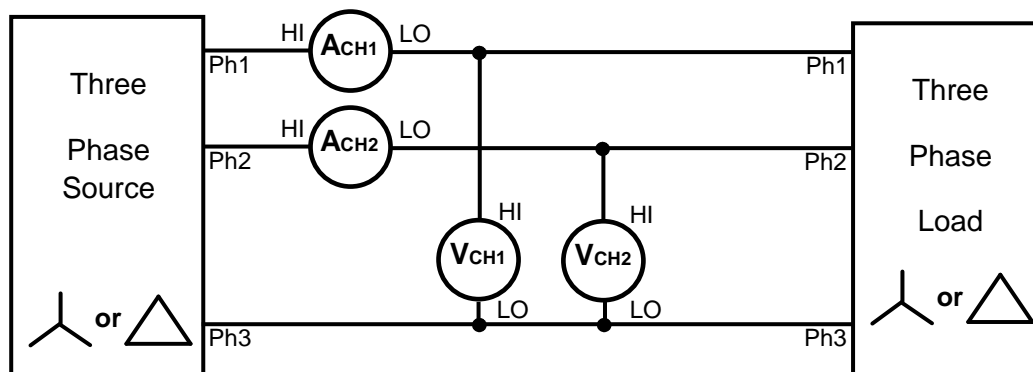 HI
ACH1
LO
Ph1
Ph1
Three
Phase
Source
HI
ACH2
LO
Ph2
Ph2
Three
Phase
Load
HI
VCH1
LO
HI
VCH2
LO
or
Ph3
Ph3
or